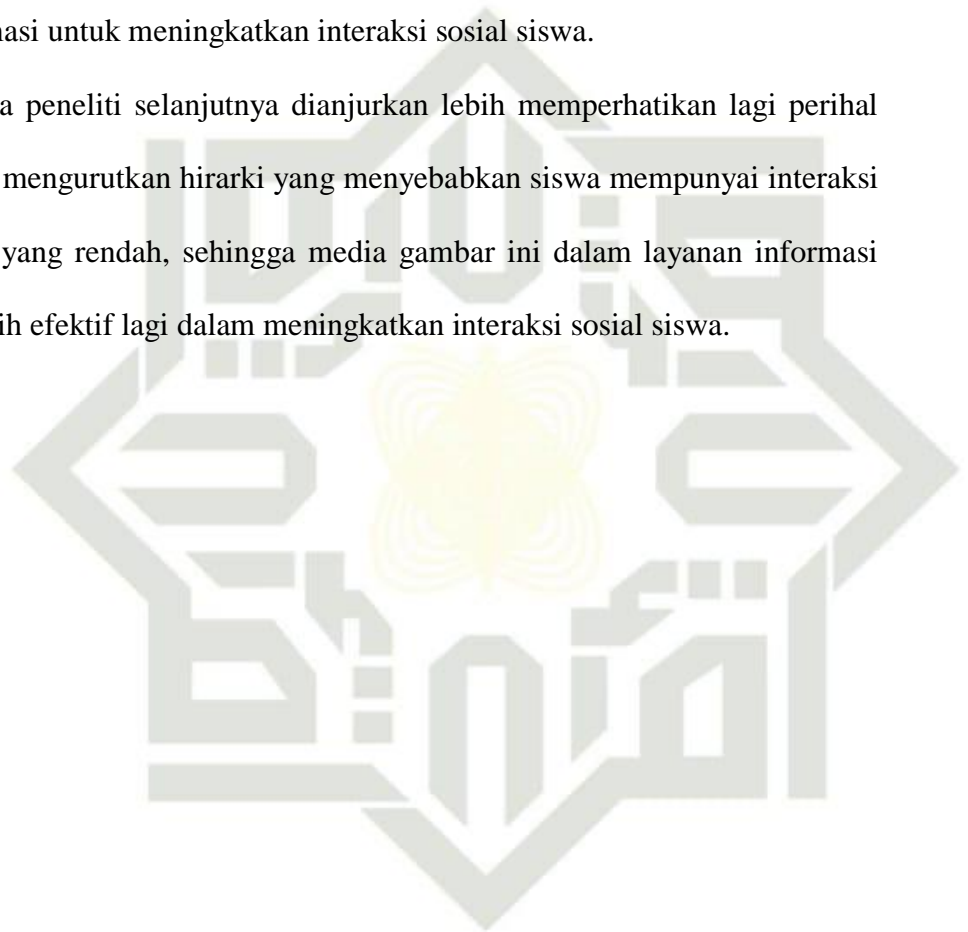 nasi untuk meningkatkan interaksi sosial siswa.
a peneliti selanjutnya dianjurkan lebih memperhatikan lagi perihal
mengurutkan hirarki yang menyebabkan siswa mempunyai interaksi
yang rendah, sehingga media gambar ini dalam layanan informasi
ih efektif lagi dalam meningkatkan interaksi sosial siswa.